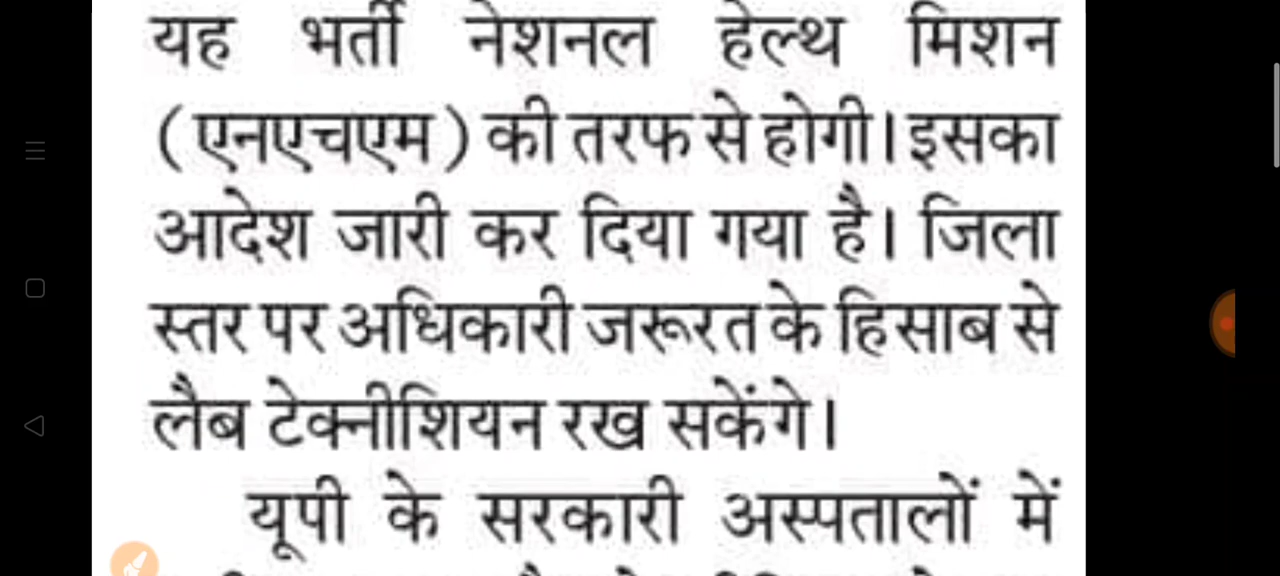 यह भर्ती नेशनल हेल्थ मिशन
(एनएचएम) की तरफ से होगी। इसका
आदेश जारी कर दिया गया है। जिला
स्तर पर अधिकारी जरूरत के हिसाब से
लैब टेक्नीशियन रख सकेंगे।
यूपी के सरकारी अस्पतालों में